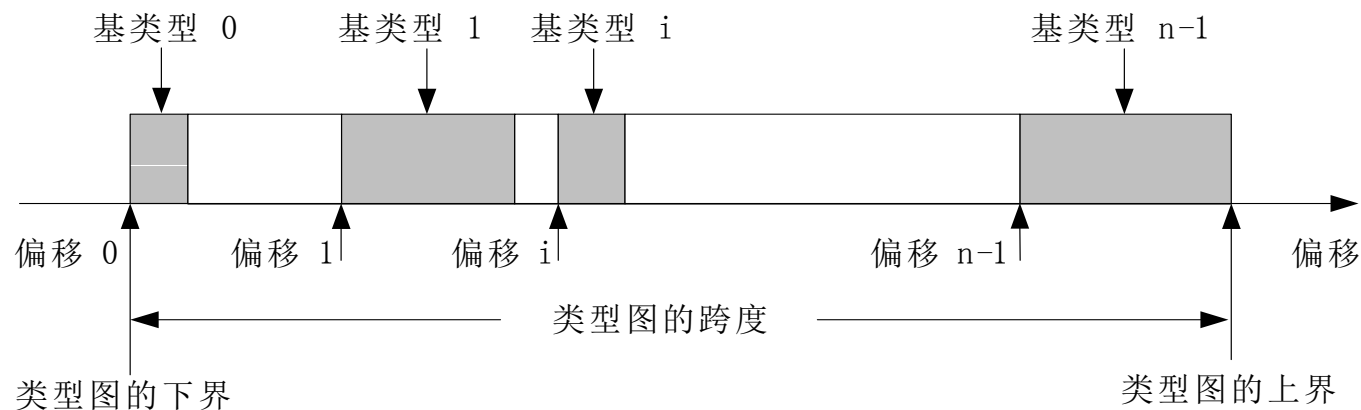 基类型 0
基类型 1
基类型 i
基类型 n-1
偏移 0
偏移 1
偏移 i
偏移 n-1
偏移
类型图的跨度
类型图的下界
类型图的上界